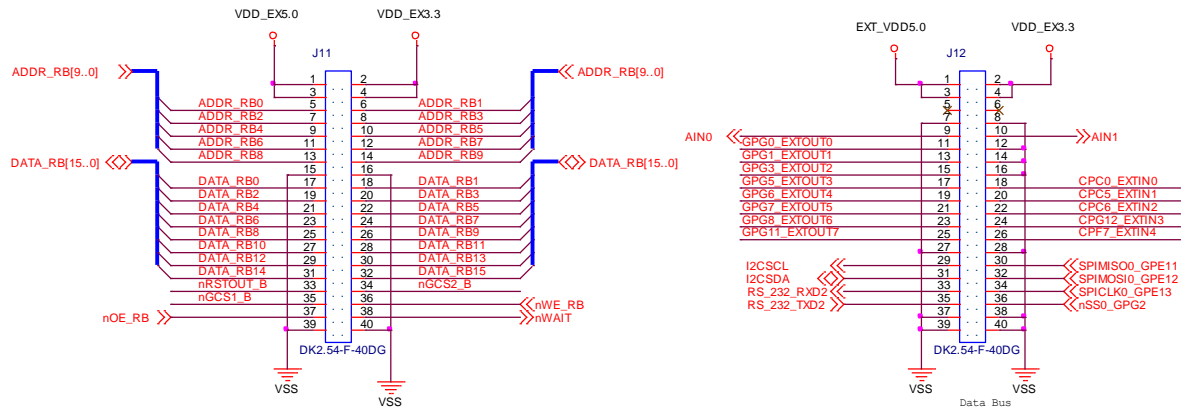 VDD_EX5.0 VDD_EX3.3
J11
ADDR_RB[9..0] ADDR_RB[9..0]
1 2
3 4
ADDR_RB0 5 6 ADDR_RB1
ADDR_RB2 7 8 ADDR_RB3
ADDR_RB4 9 10 ADDR_RB5
ADDR_RB6 11 12 ADDR_RB7
ADDR_RB8 13 14 ADDR_RB9
DATA_RB[15..0] 15 16 DATA_RB[15..0]
DATA_RB0 17 18 DATA_RB1
DATA_RB2 19 20 DATA_RB3
DATA_RB4 21 22 DATA_RB5
DATA_RB6 23 24 DATA_RB7
DATA_RB8 25 26 DATA_RB9
DATA_RB10 27 28 DATA_RB11
DATA_RB12 29 30 DATA_RB13
DATA_RB14 31 32 DATA_RB15
nRSTOUT_B 33 34 nGCS2_B
nGCS1_B 35 36 nWE_RB
nOE_RB 37 38 nWAIT
39 40
DK2.54-F-40DG
VSS VSS
EXT_VDD5.0 VDD_EX3.3
J12
1 2
3 4
5 6
7 8
AIN0 9 10 AIN1
GPG0_EXTOUT0 11 12
GPG1_EXTOUT1 13 14
GPG3_EXTOUT2 15 16
GPG5_EXTOUT3 17 18 CPC0_EXTIN0
GPG6_EXTOUT4 19 20 CPC5_EXTIN1
GPG7_EXTOUT5 21 22 CPC6_EXTIN2
GPG8_EXTOUT6 23 24 CPG12_EXTIN3
GPG11_EXTOUT7 25 26 CPF7_EXTIN4
27 28
I2CSCL 29 30 SPIMISO0_GPE11
I2CSDA 31 32 SPIMOSI0_GPE12
RS_232_RXD2 33 34 SPICLK0_GPE13
RS_232_TXD2 35 36 nSS0_GPG2
37 38
39 40
DK2.54-F-40DG
VSS VSS
Data Bus